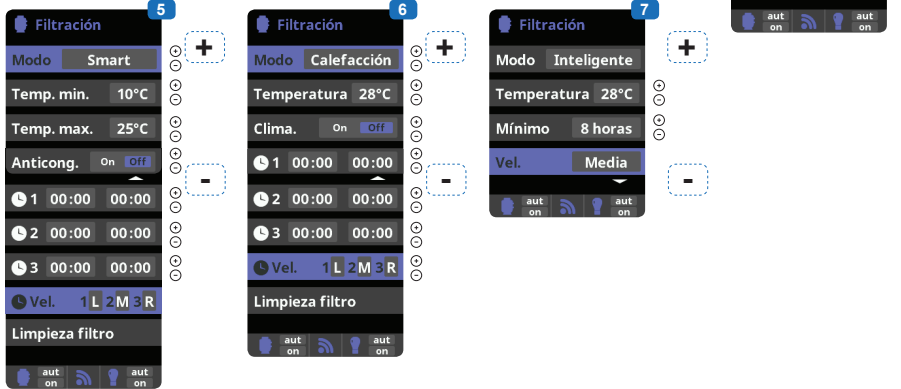 5
Filtración
Modo Smart
Temp. min. 10°C
Temp. max. 25°C
Anticong. On Off
1 00:00 00:00
2 00:00 00:00
3 00:00 00:00
Vel. 1 L 2 M 3 R
Limpieza filtro
aut on aut on
+
-
6
Filtración
Modo Calefacción
Temperatura 28°C
Clima. On Off
1 00:00 00:00
2 00:00 00:00
3 00:00 00:00
Vel. 1 L 2 M 3 R
Limpieza filtro
aut on aut on
+
-
7
Filtración
Modo Inteligente
Temperatura 28°C
Mínimo 8 horas
Vel. Media
aut on aut on
+
-
aut on aut on